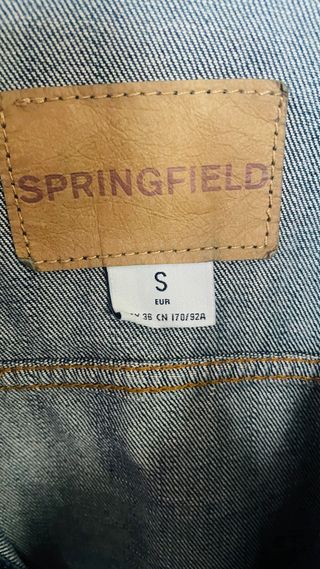 SPRINGFIELD
S
EUR
36 CN 170/92A